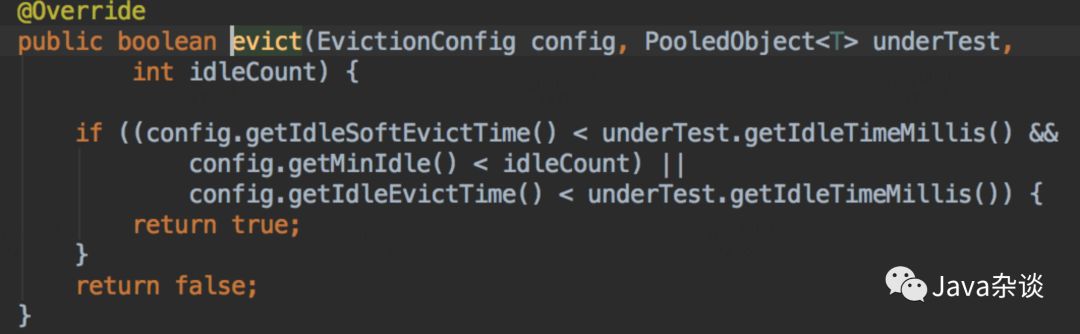 @Override
public boolean evict(EvictionConfig config, PooledObject<T> underTest,
        int idleCount) {

    if ((config.getIdleSoftEvictTime() < underTest.getIdleTimeMillis() &&
            config.getMinIdle() < idleCount) ||
            config.getIdleEvictTime() < underTest.getIdleTimeMillis()) {
        return true;
    }
    return false;
}
Java杂谈